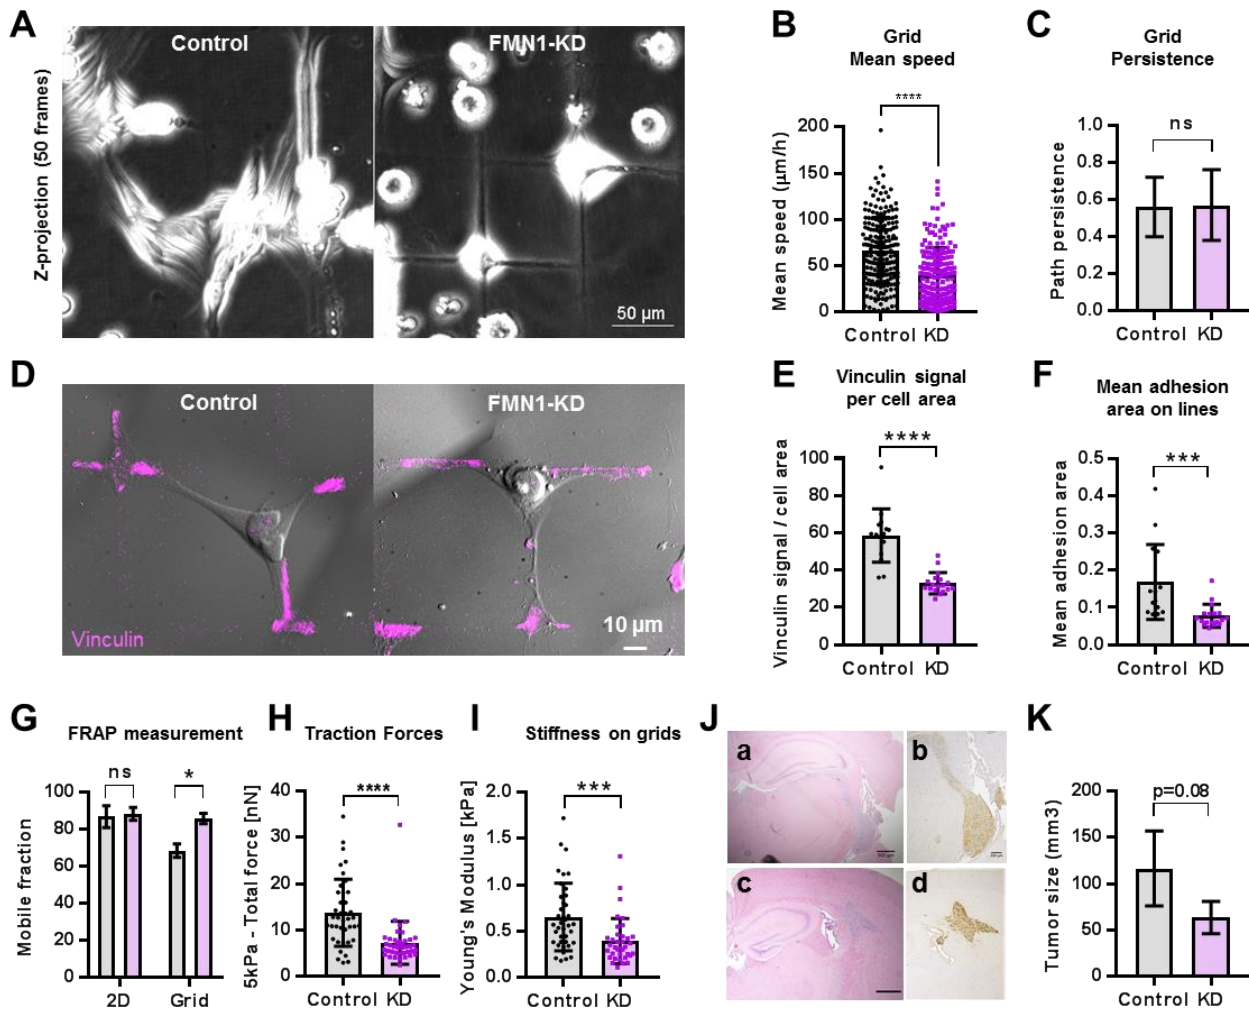 A
Z-projection (50 frames)
Control
FMN1-KD
50 µm
B
Grid
Mean speed
****
Mean speed (µm/h)
200
150
100
50
0
Control KD
C
Grid
Persistence
ns
Path persistence
1.0
0.8
0.6
0.4
0.2
0.0
Control KD
D
Control
FMN1-KD
Vinculin
10 µm
E
Vinculin signal
per cell area
****
Vinculin signal / cell area
100
80
60
40
20
0
Control KD
F
Mean adhesion
area on lines
***
Mean adhesion area
0.5
0.4
0.3
0.2
0.1
0.0
Control KD
G
FRAP measurement
ns
*
Mobile fraction
100
80
60
40
20
0
2D Grid
H
Traction Forces
****
5kPa - Total force [nN]
40
30
20
10
0
Control KD
I
Stiffness on grids
***
Young's Modulus [kPa]
2.0
1.5
1.0
0.5
0.0
Control KD
J
a
b
c
d
K
p=0.08
Tumor size (mm3)
200
150
100
50
0
Control KD